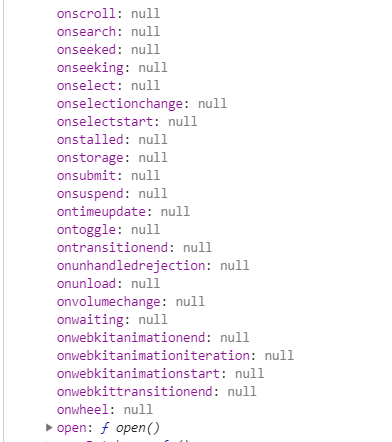 onscroll: null
onsearch: null
onseeked: null
onseeking: null
onselect: null
onselectionchange: null
onselectstart: null
onstalled: null
onstorage: null
onsubmit: null
onsuspend: null
ontimeupdate: null
ontoggle: null
ontransitionend: null
onunhandledrejection: null
onunload: null
onvolumechange: null
onwaiting: null
onwebkitanimationend: null
onwebkitanimationiteration: null
onwebkitanimationstart: null
onwebkittransitionend: null
onwheel: null
▶ open: ƒ open()